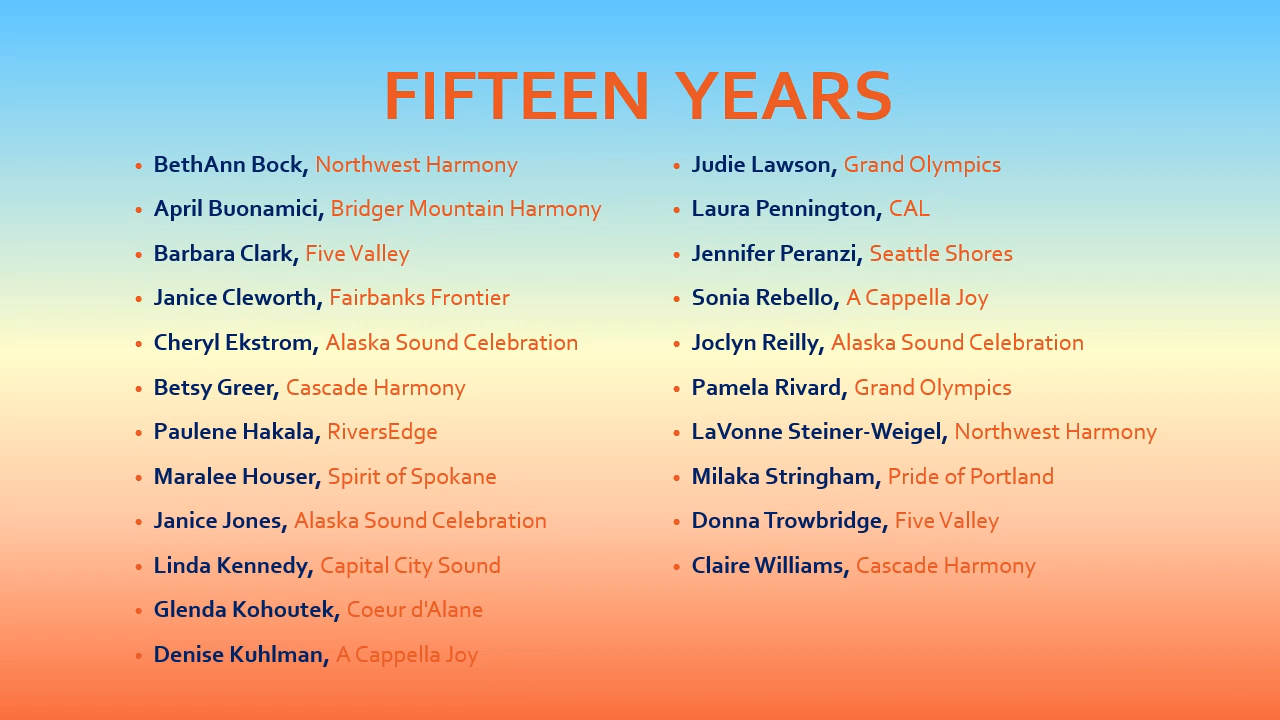 FIFTEEN YEARS
• BethAnn Bock, Northwest Harmony
• April Buonamici, Bridger Mountain Harmony
• Barbara Clark, Five Valley
• Janice Cleworth, Fairbanks Frontier
• Cheryl Ekstrom, Alaska Sound Celebration
• Betsy Greer, Cascade Harmony
• Paulene Hakala, RiversEdge
• Maralee Houser, Spirit of Spokane
• Janice Jones, Alaska Sound Celebration
• Linda Kennedy, Capital City Sound
• Glenda Kohoutek, Coeur d'Alane
• Denise Kuhlman, A Cappella Joy
• Judie Lawson, Grand Olympics
• Laura Pennington, CAL
• Jennifer Peranzi, Seattle Shores
• Sonia Rebello, A Cappella Joy
• Joclyn Reilly, Alaska Sound Celebration
• Pamela Rivard, Grand Olympics
• LaVonne Steiner-Weigel, Northwest Harmony
• Milaka Stringham, Pride of Portland
• Donna Trowbridge, Five Valley
• Claire Williams, Cascade Harmony